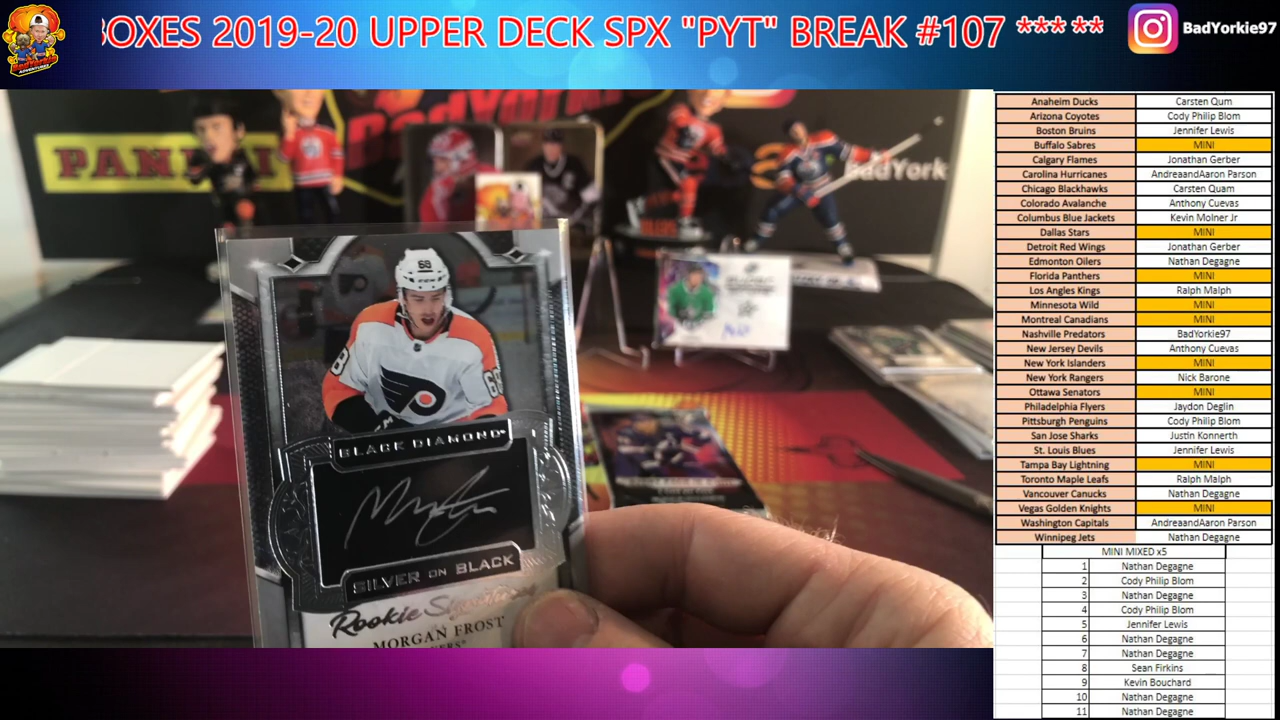 BOXES 2019-20 UPPER DECK SPX "PYT" BREAK #107 *** **
BadYorkie97
PANINI
BadYork
68
8
68
BLACK DIAMOND
SILVER ON BLACK
Rookie Signatures
MORGAN FROST
Anaheim Ducks Carsten Qum
Arizona Coyotes Cody Philip Blom
Boston Bruins Jennifer Lewis
Buffalo Sabres MINI
Calgary Flames Jonathan Gerber
Carolina Hurricanes AndreaandAaron Parson
Chicago Blackhawks Carsten Quam
Colorado Avalanche Anthony Cuevas
Columbus Blue Jackets Kevin Molner Jr
Dallas Stars MINI
Detroit Red Wings Jonathan Gerber
Edmonton Oilers Nathan Degagne
Florida Panthers MINI
Los Angeles Kings Ralph Malph
Minnesota Wild MINI
Montreal Canadians MINI
Nashville Predators BadYorkie97
New Jersey Devils Anthony Cuevas
New York Islanders MINI
New York Rangers Nick Barone
Ottawa Senators MINI
Philadelphia Flyers Jaydon Deglin
Pittsburgh Penguins Cody Philip Blom
San Jose Sharks Justin Konnerth
St. Louis Blues Jennifer Lewis
Tampa Bay Lightning MINI
Toronto Maple Leafs Ralph Malph
Vancouver Canucks Nathan Degagne
Vegas Golden Knights MINI
Washington Capitals AndreaandAaron Parson
Winnipeg Jets Nathan Degagne
MINI MIXED x5
1 Nathan Degagne
2 Cody Philip Blom
3 Nathan Degagne
4 Cody Philip Blom
5 Jennifer Lewis
6 Nathan Degagne
7 Nathan Degagne
8 Sean Firkins
9 Kevin Bouchard
10 Nathan Degagne
11 Nathan Degagne